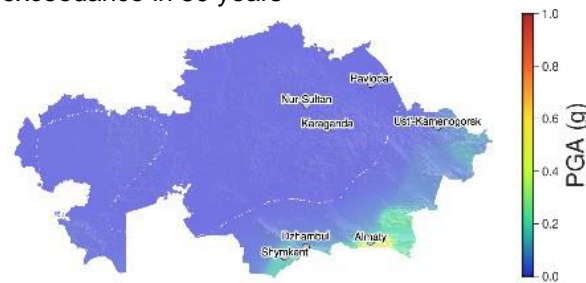 exceedance in 50 years
Pavlodar
Nur-Sultan
Karaganda
Ust'-Kamenogorsk
Dzhambul
Almaty
Shymkent
1.0
0.8
0.6
0.4
0.2
0.0
PGA (g)